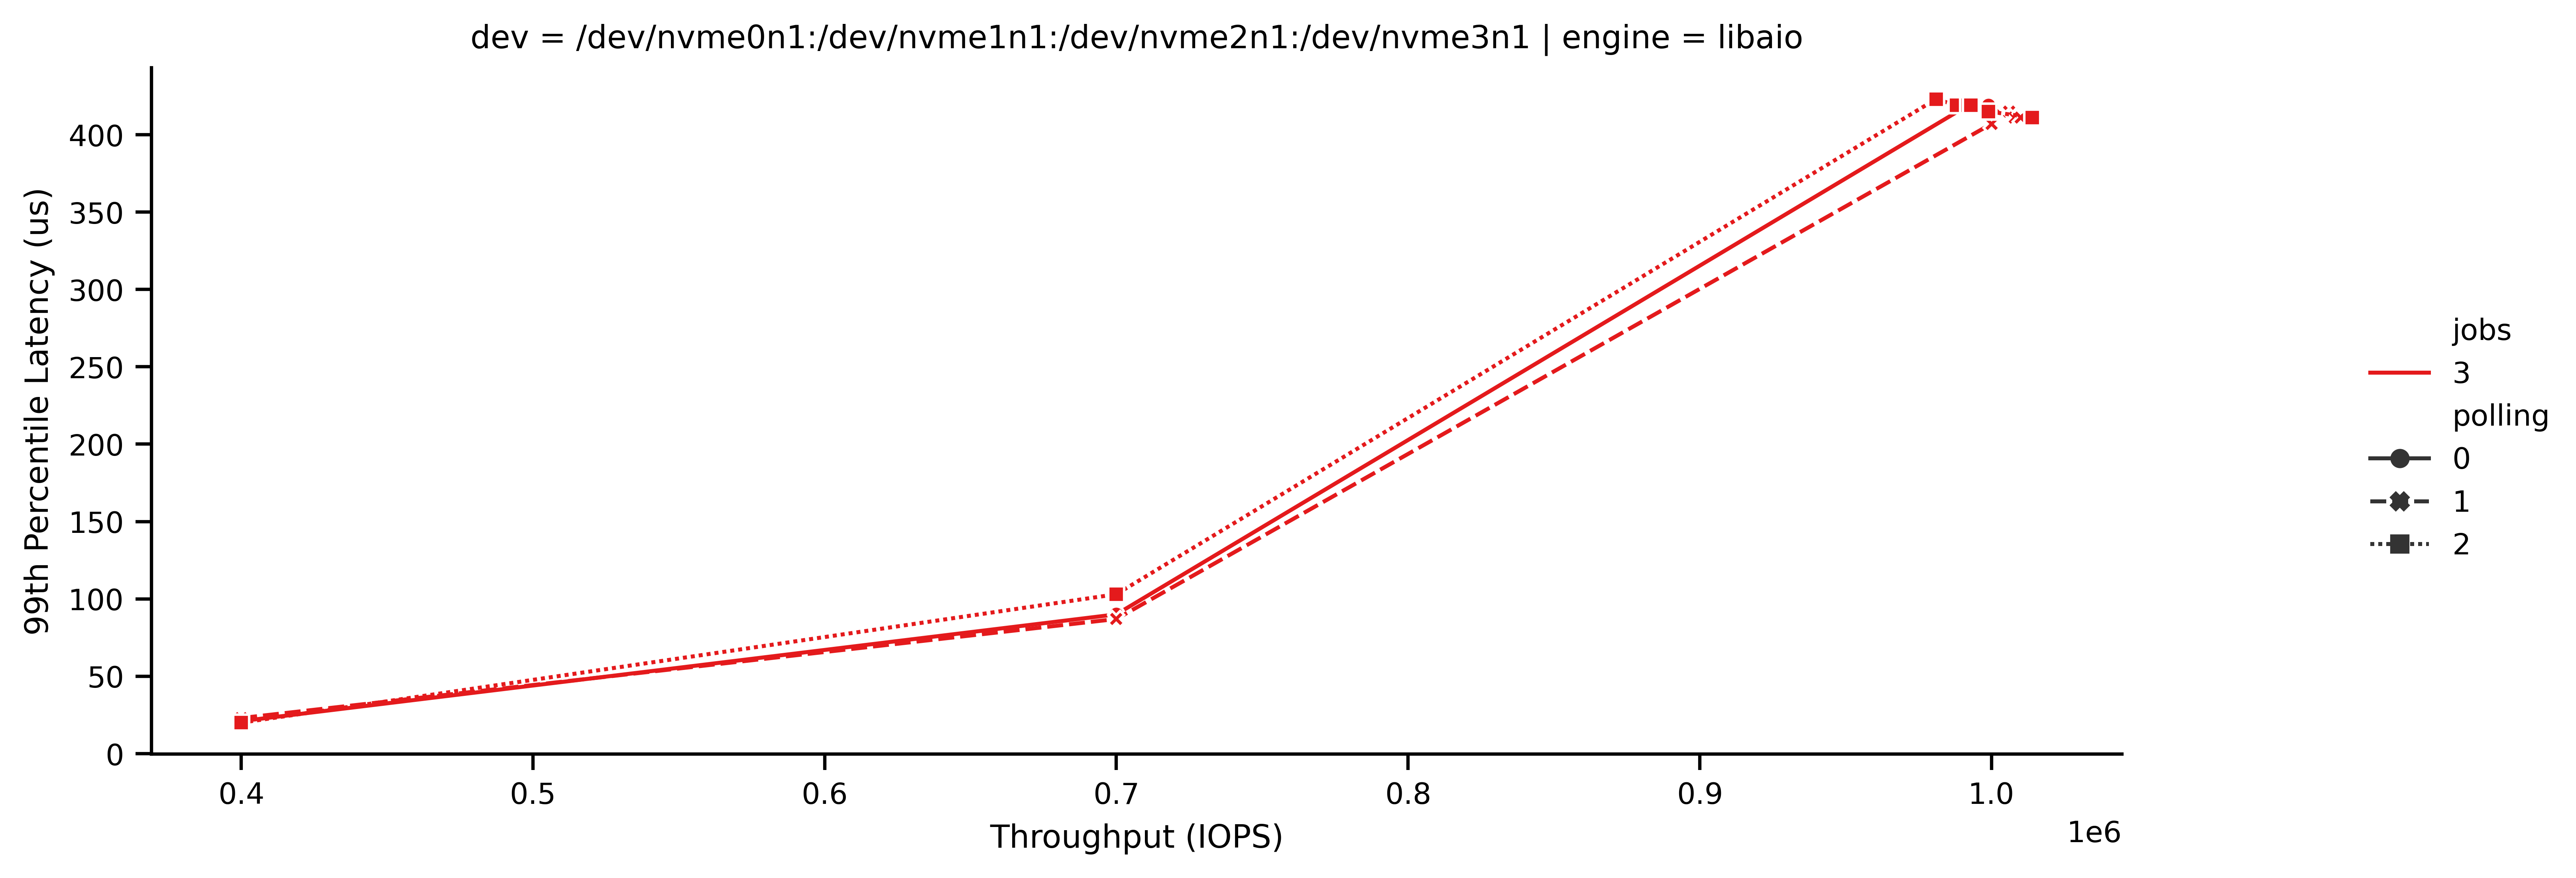 dev = /dev/nvme0n1:/dev/nvme1n1:/dev/nvme2n1:/dev/nvme3n1 | engine = libaio
99th Percentile Latency (us)
400
350
300
250
200
150
100
50
0
0.4 0.5 0.6 0.7 0.8 0.9 1.0
1e6
Throughput (IOPS)
jobs
3
polling
0
1
2